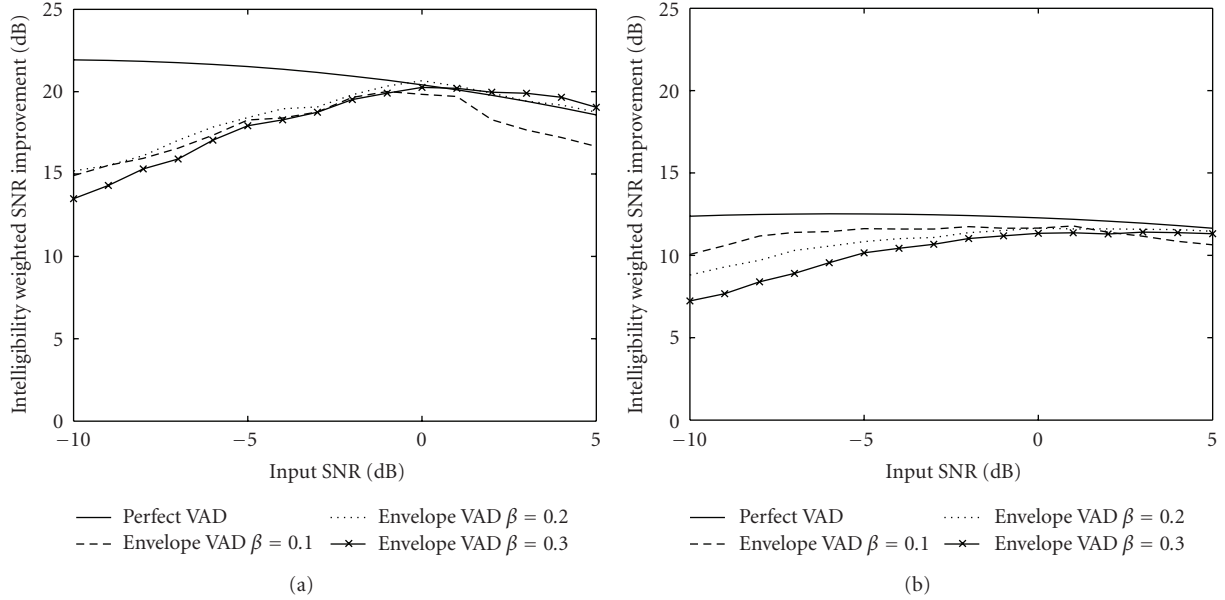 Intelligibility weighted SNR improvement (dB)
25
20
15
10
5
0
−10
−5
0
5
Input SNR (dB)
Perfect VAD
Envelope VAD β = 0.1
Envelope VAD β = 0.2
Envelope VAD β = 0.3
(a)
Intelligibility weighted SNR improvement (dB)
25
20
15
10
5
0
−10
−5
0
5
Input SNR (dB)
Perfect VAD
Envelope VAD β = 0.1
Envelope VAD β = 0.2
Envelope VAD β = 0.3
(b)